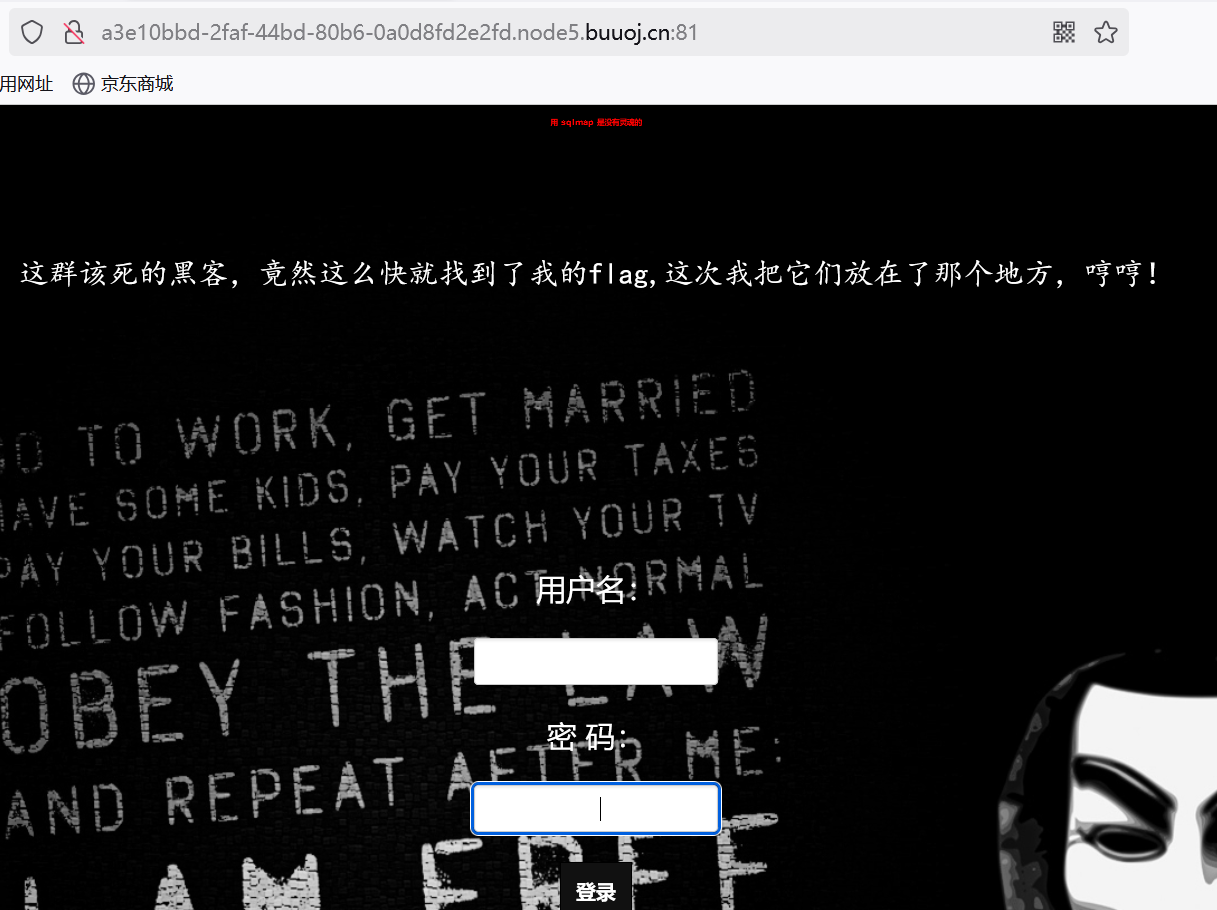 a3e10bbd-2faf-44bd-80b6-0a0d8fd2e2fd.node5.buuoj.cn:81
用网址 京东商城
用 sqlmap 是没有灵魂的
这群该死的黑客，竟然这么快就找到了我的flag,这次我把它们放在了那个地方，哼哼！
GO TO WORK, GET MARRIED
HAVE SOME KIDS, PAY YOUR TAXES
PAY YOUR BILLS, WATCH YOUR TV
FOLLOW FASHION, ACT NORMAL
用户名：
OBEY THE LAW
密 码：
AND REPEAT AFTER ME:
I AM FREE
登录